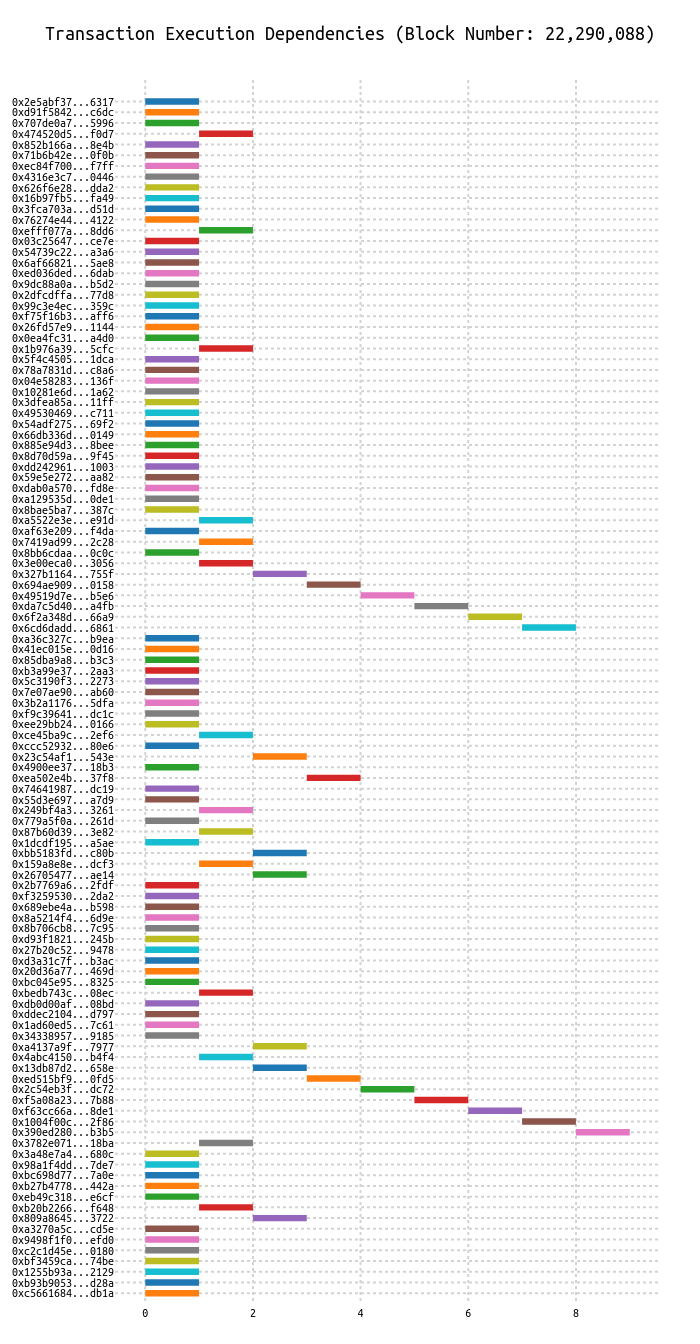 Transaction Execution Dependencies (Block Number: 22,290,088)
0x2e5abf37...6317
0xd91f5842...c6dc
0x707de0a7...5996
0x474520d5...f0d7
0x852b166a...8e4b
0x71b6b42e...0f0b
0xec84f700...f7ff
0x4316e3c7...0446
0x626f6e28...dda2
0x16b97fb5...fa49
0x3fca703a...d51d
0x76274e44...4122
0xefff077a...8dd6
0x03c25647...ce7e
0x54739c22...a3a6
0x6af66821...5ae8
0xed036ded...6dab
0x9dc88a0a...b5d2
0x2dfcdffa...77d8
0x99c3e4ec...359c
0xf75f16b3...aff6
0x26fd57e9...1144
0x0ea4fc31...a4d0
0x1b976a39...5cfc
0x5f4c4505...1dca
0x78a7831d...c8a6
0x04e58283...136f
0x10281e6d...1a62
0x3dfea85a...11ff
0x49530469...c711
0x54adf275...69f2
0x66db336d...0149
0x885e94d3...8bee
0x8d70d59a...9f45
0xdd242961...1003
0x59e5e272...aa82
0xdab0a570...fd8e
0xa129535d...0de1
0x8bae5ba7...387c
0xa5522e3e...e91d
0xaf63e209...f4da
0x7419ad99...2c28
0x8bb6cdaa...0c0c
0x3e00eca0...3056
0x327b1164...755f
0x694ae909...0158
0x49519d7e...b5e6
0xda7c5d40...a4fb
0x6f2a348d...66a9
0x6cd6dadd...6861
0xa36c327c...b9ea
0x41ec015e...0d16
0x85dba9a8...b3c3
0xb3a99e37...2aa3
0x5c3190f3...2273
0x7e07ae90...ab60
0x3b2a1176...5dfa
0xf9c39641...dc1c
0xee29bb24...0166
0xce45ba9c...2ef6
0xccc52932...80e6
0x23c54af1...543e
0x4900ee37...18b3
0xea502e4b...37f8
0x74641987...dc19
0x55d3e697...a7d9
0x249bf4a3...3261
0x779a5f0a...261d
0x87b60d39...3e82
0x1dcdf195...a5ae
0xbb5183fd...c80b
0x159a8e8e...dcf3
0x26705477...ae14
0x2b7769a6...2fdf
0xf3259530...2da2
0x689ebe4a...b598
0x8a5214f4...6d9e
0x8b706cb8...7c95
0xd93f1821...245b
0x27b20c52...9478
0xd3a31c7f...b3ac
0x20d36a77...469d
0xbc045e95...8325
0xbedb743c...08ec
0xdb0d00af...08bd
0xddec2104...d797
0x1ad60ed5...7c61
0x34338957...9185
0xa4137a9f...7977
0x4abc4150...b4f4
0x13db87d2...658e
0xed515bf9...0fd5
0x2c54eb3f...dc72
0xf5a08a23...7b88
0xf63cc66a...8de1
0x1004f00c...2f86
0x390ed280...b3b5
0x3782e071...18ba
0x3a48e7a4...680c
0x98a1f4dd...7de7
0xbc698d77...7a0e
0xb27b4778...442a
0xeb49c318...e6cf
0xb20b2266...f648
0x809a8645...3722
0xa3270a5c...cd5e
0x9498f1f0...efd0
0xc2c1d45e...0180
0xbf3459ca...74be
0x1255b93a...2129
0xb93b9053...d28a
0xc5661684...db1a
0 2 4 6 8